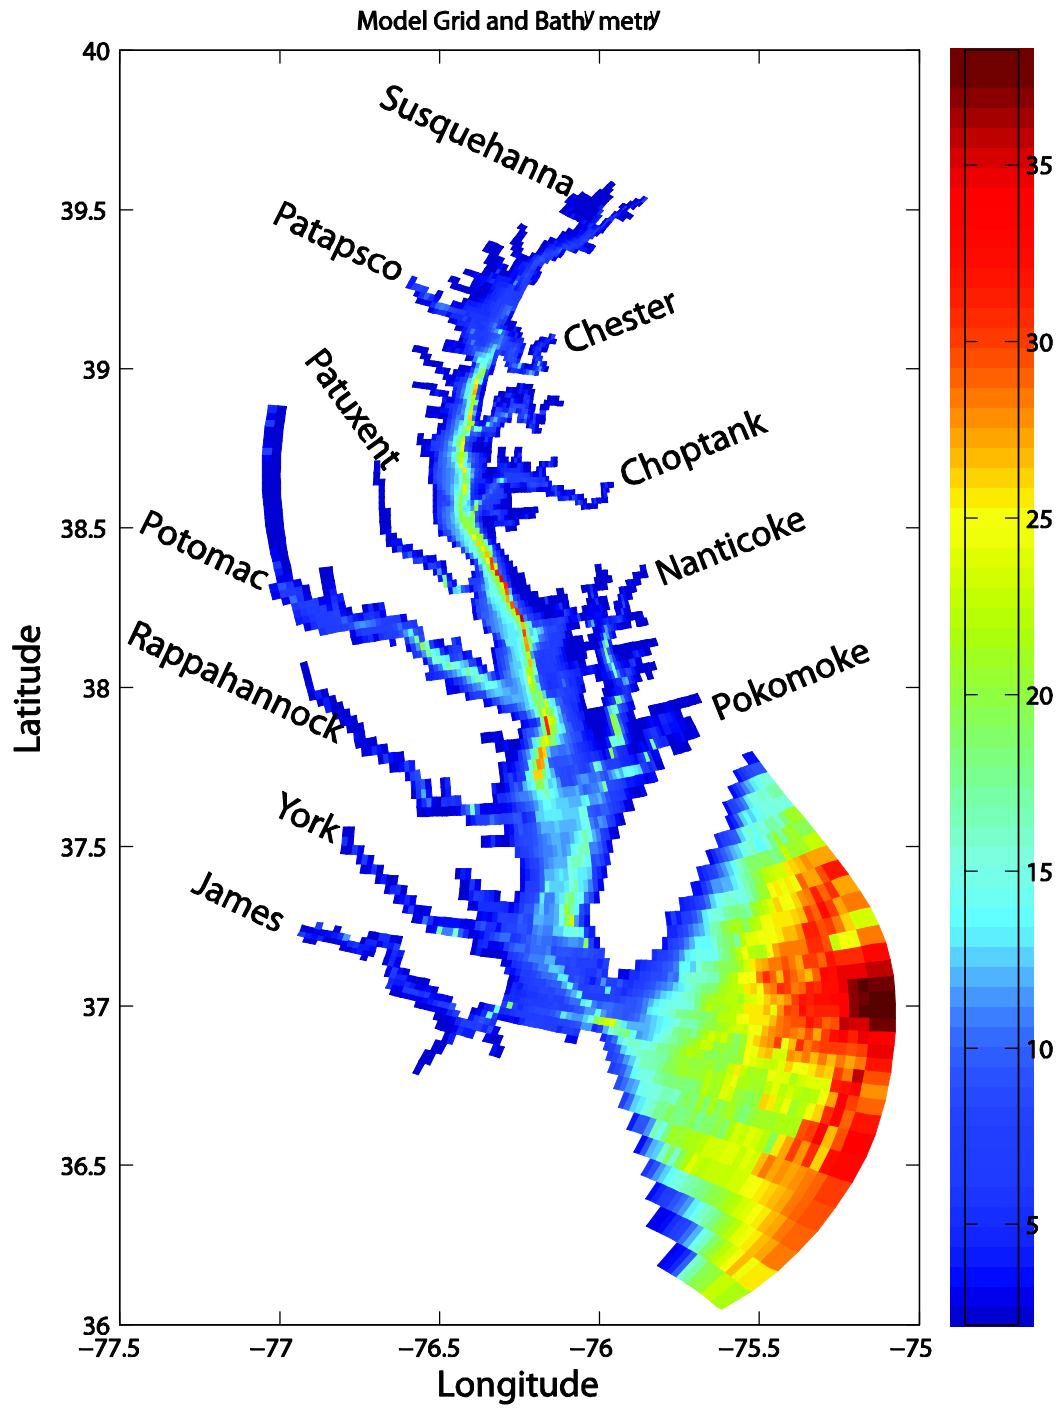 Model Grid and Bathy metry
40
39.5
39
38.5
38
37.5
37
36.5
36
Latitude
Susquehanna
Patapsco
Chester
Patuxent
Choptank
Potomac
Nanticoke
Rappahannock
Pokomoke
York
James
−77.5 −77 −76.5 −76 −75.5 −75
Longitude
35
30
25
20
15
10
5